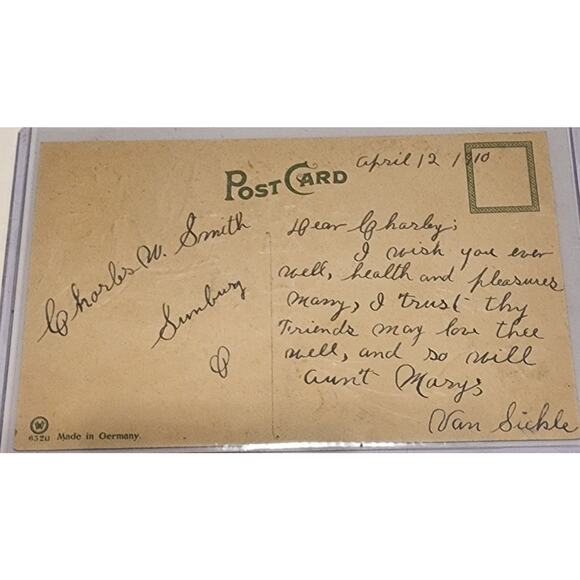 POST CARD
April 12 1910
Charles W. Smith
Sunbury
O
Dear Charley;
I wish you ever
well, health and pleasures
many, I trust thy
Friends may love thee
well, and so will
aunt Mary;
Van Sickle
6520
Made in Germany.